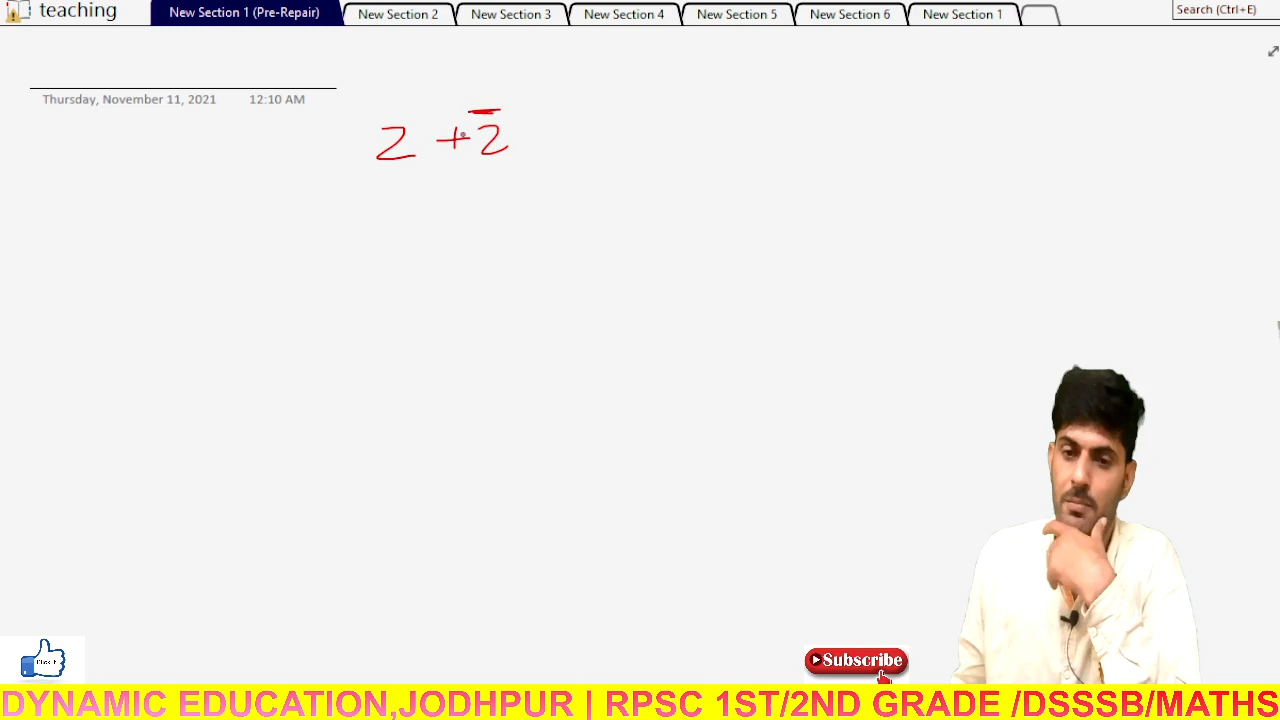 teaching New Section 1 (Pre-Repair) New Section 2 New Section 3 New Section 4 New Section 5 New Section 6 New Section 1 Search (Ctrl+E)
Thursday, November 11, 2021 12:10 AM
z + z̅
Subscribe
DYNAMIC EDUCATION,JODHPUR | RPSC 1ST/2ND GRADE /DSSSB/MATHS